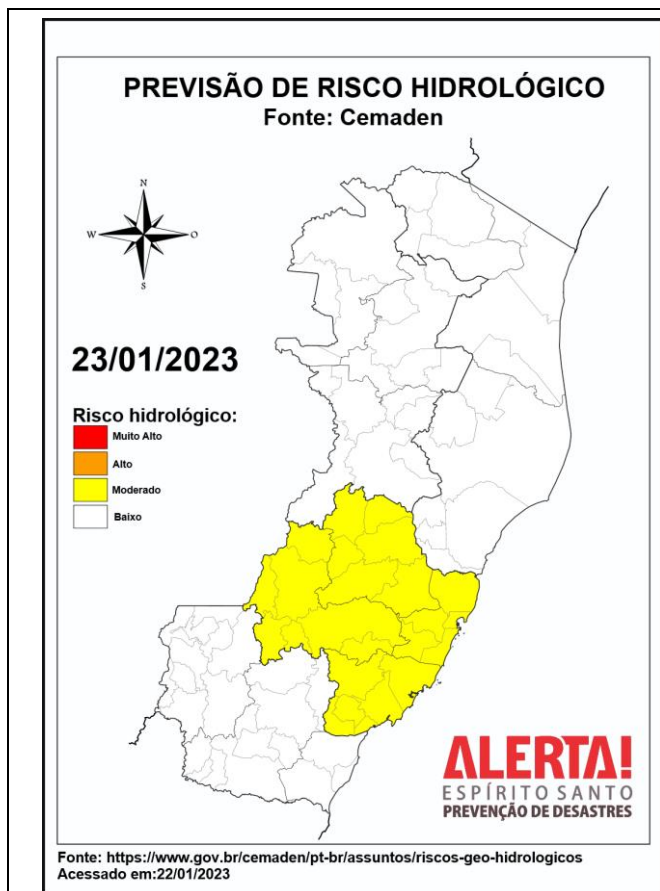 PREVISÃO DE RISCO HIDROLÓGICO
Fonte: Cemaden
N
W
O
S
23/01/2023
Risco hidrológico:
Muito Alto
Alto
Moderado
Baixo
ALERTA!
ESPÍRITO SANTO
PREVENÇÃO DE DESASTRES
Fonte: https://www.gov.br/cemaden/pt-br/assuntos/riscos-geo-hidrologicos
Acessado em:22/01/2023